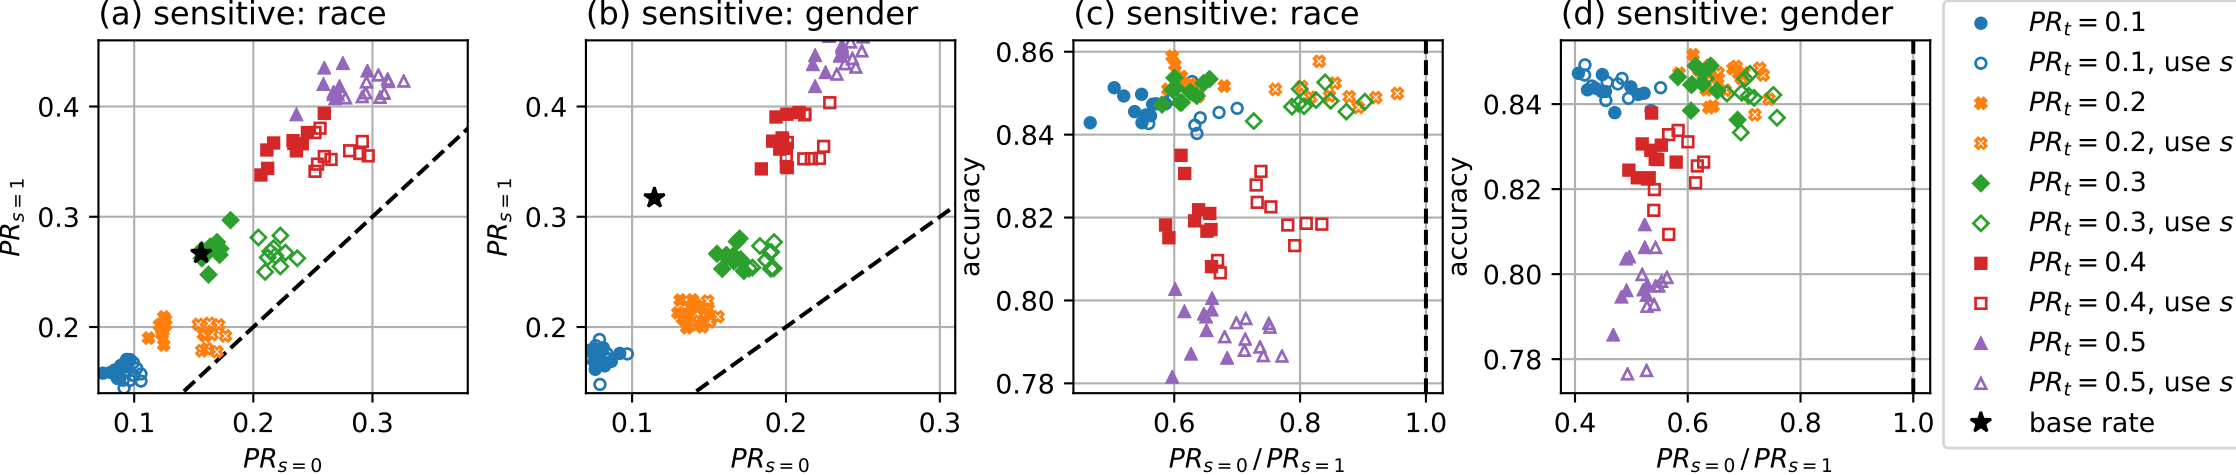 (a) sensitive: race
0.4
0.3
0.2
0.1 0.2 0.3
PR_{s=1}
PR_{s=0}
(b) sensitive: gender
0.4
0.3
0.2
0.1 0.2 0.3
PR_{s=1}
PR_{s=0}
(c) sensitive: race
0.86
0.84
0.82
0.80
0.78
0.6 0.8 1.0
accuracy
PR_{s=0} / PR_{s=1}
(d) sensitive: gender
0.84
0.82
0.80
0.78
0.4 0.6 0.8 1.0
accuracy
PR_{s=0} / PR_{s=1}
PR_t = 0.1
PR_t = 0.1, use s
PR_t = 0.2
PR_t = 0.2, use s
PR_t = 0.3
PR_t = 0.3, use s
PR_t = 0.4
PR_t = 0.4, use s
PR_t = 0.5
PR_t = 0.5, use s
base rate